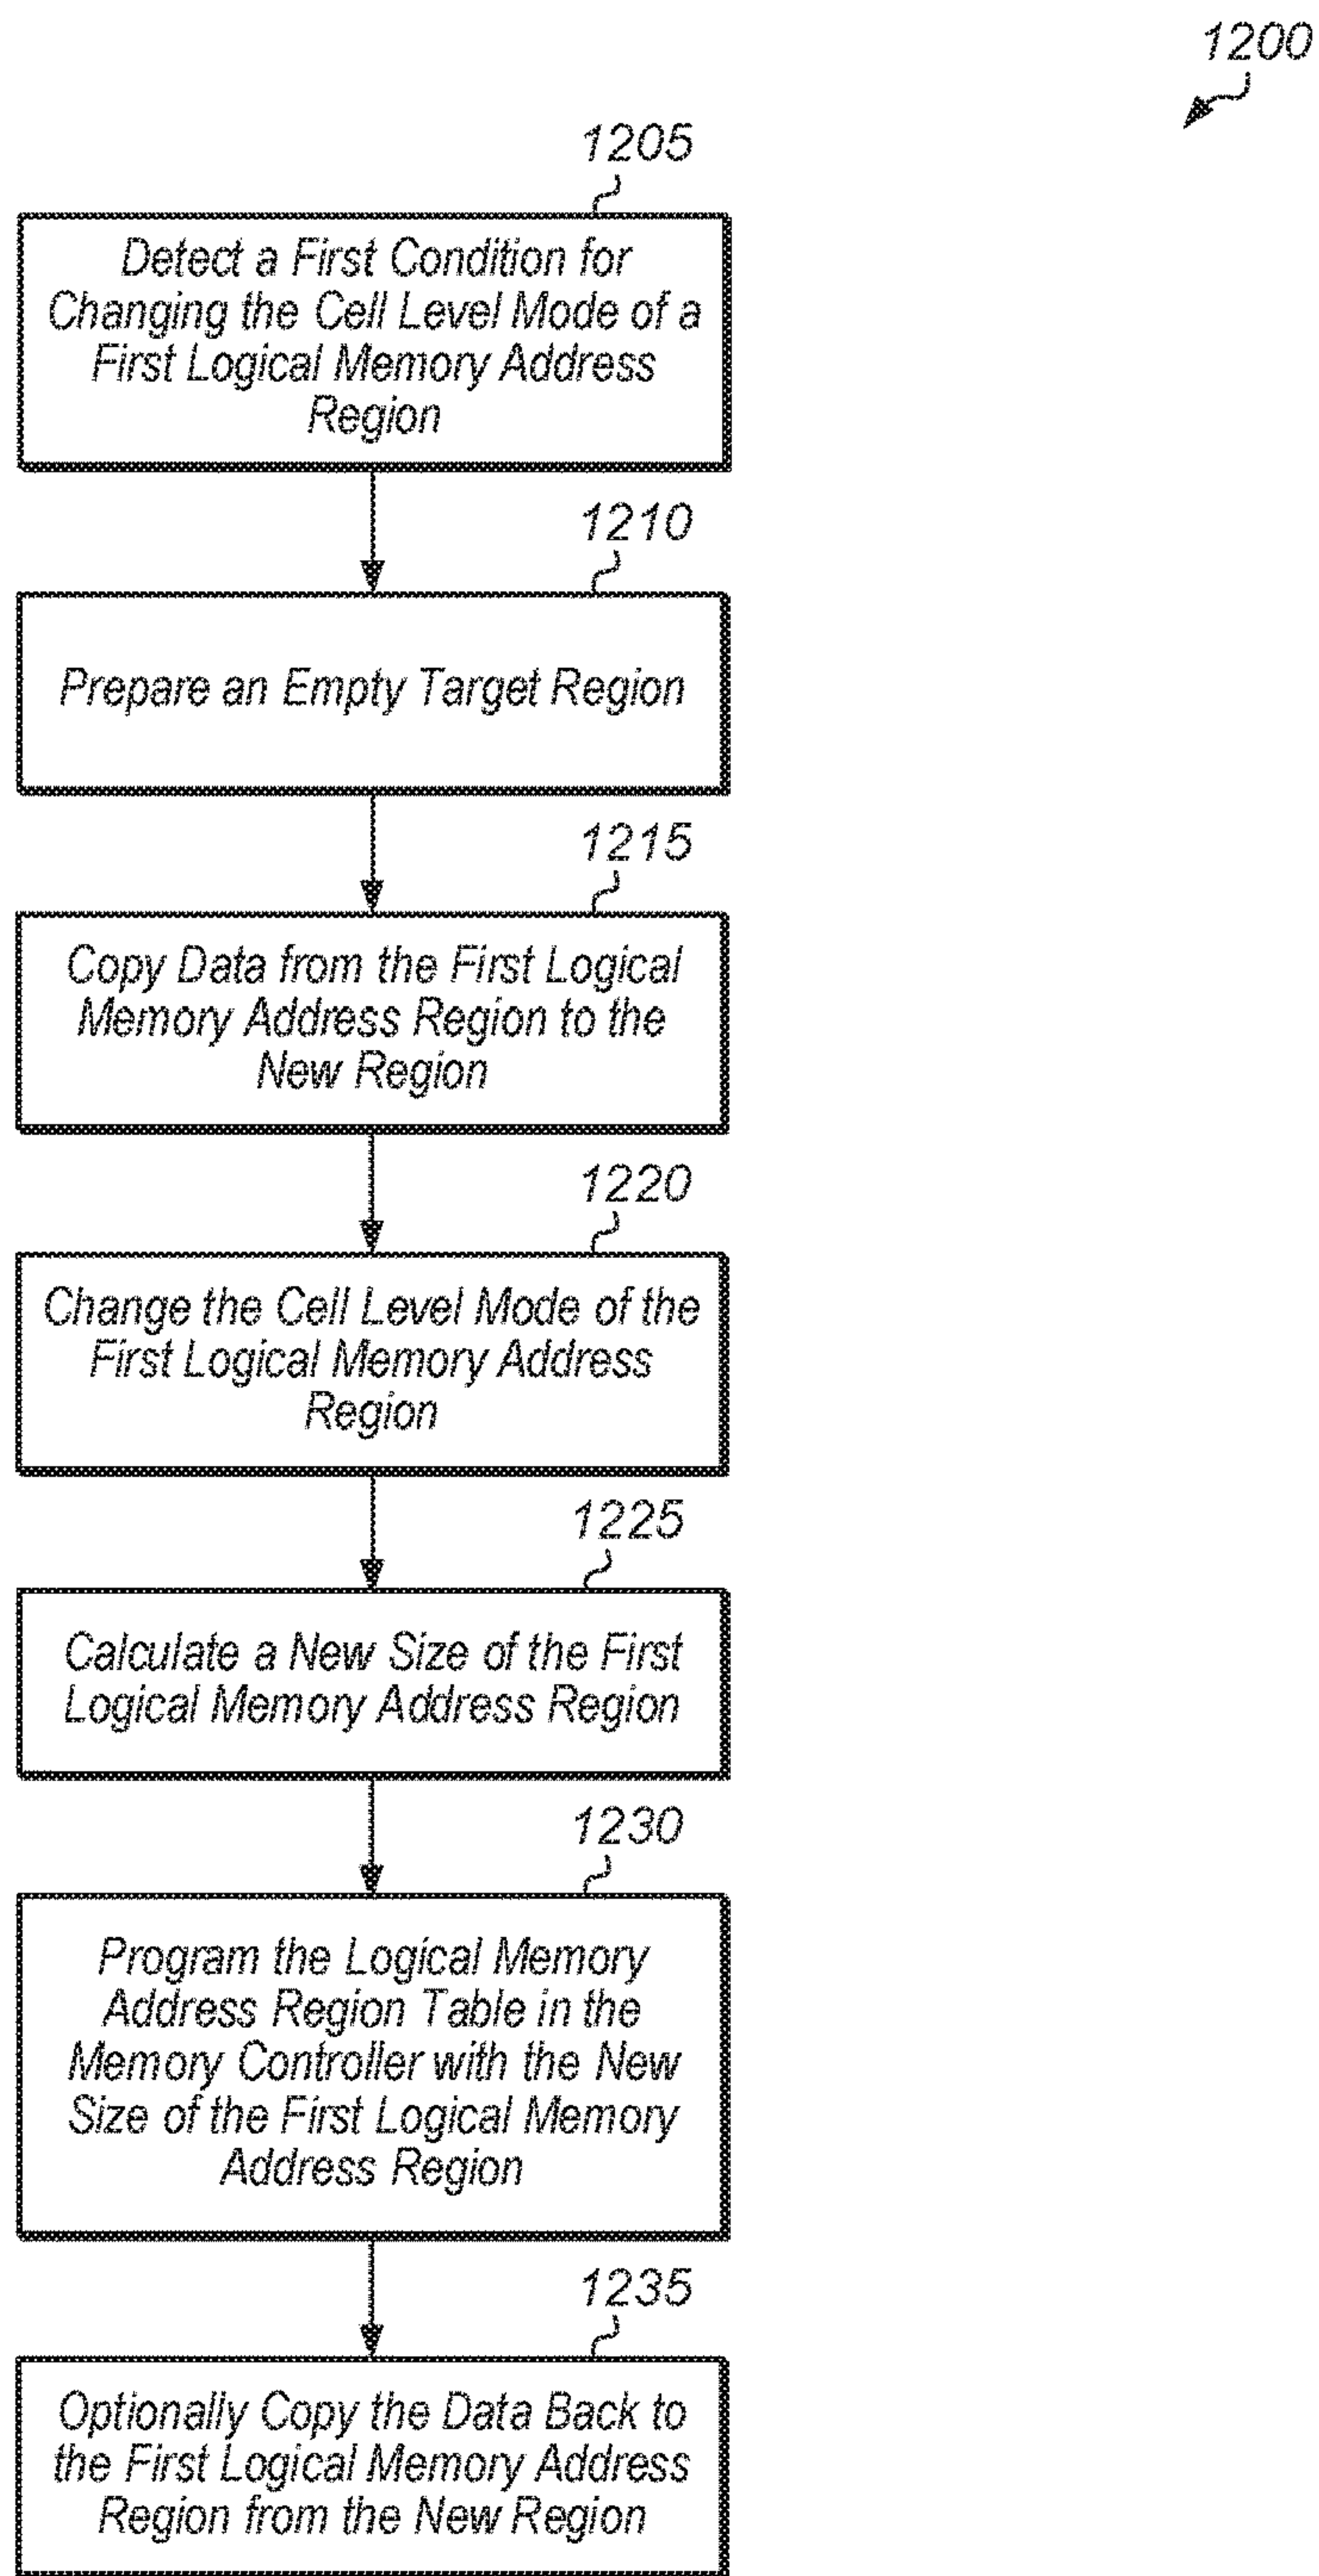 1200
1205
Detect a First Condition for
Changing the Cell Level Mode of a
First Logical Memory Address
Region
1210
Prepare an Empty Target Region
1215
Copy Data from the First Logical
Memory Address Region to the
New Region
1220
Change the Cell Level Mode of the
First Logical Memory Address
Region
1225
Calculate a New Size of the First
Logical Memory Address Region
1230
Program the Logical Memory
Address Region Table in the
Memory Controller with the New
Size of the First Logical Memory
Address Region
1235
Optionally Copy the Data Back to
the First Logical Memory Address
Region from the New Region